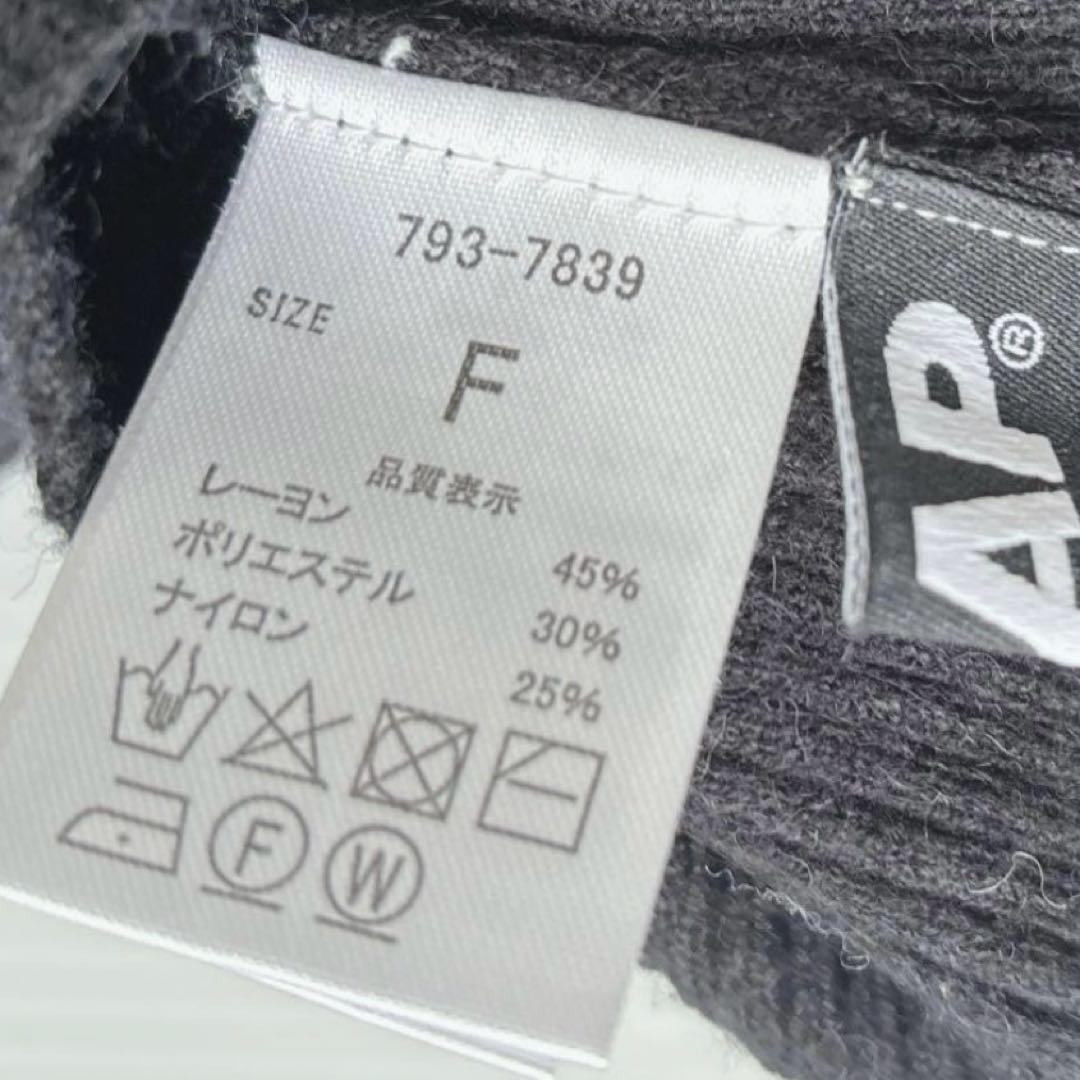 793-7839
SIZE
F
品質表示
レーヨン 45%
ポリエステル 30%
ナイロン 25%
F W
AP®